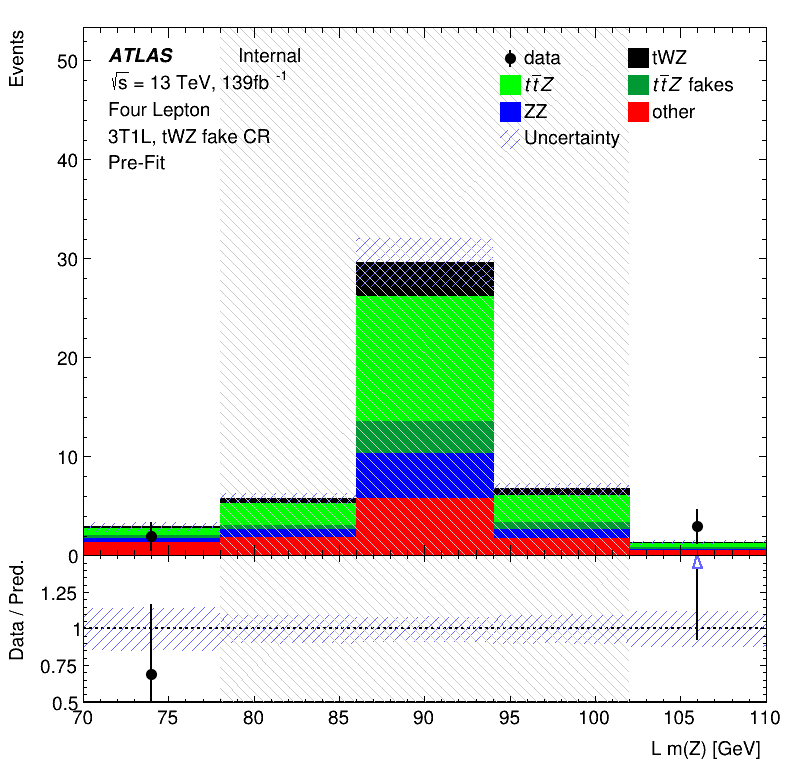 Events
50
40
30
20
10
0
ATLAS Internal
√s = 13 TeV, 139fb -1
Four Lepton
3T1L, tWZ fake CR
Pre-Fit
data
tWZ
tt̄Z
tt̄Z fakes
ZZ
other
Uncertainty
Data / Pred.
1.25
1
0.75
0.5
70 75 80 85 90 95 100 105 110
L m(Z) [GeV]